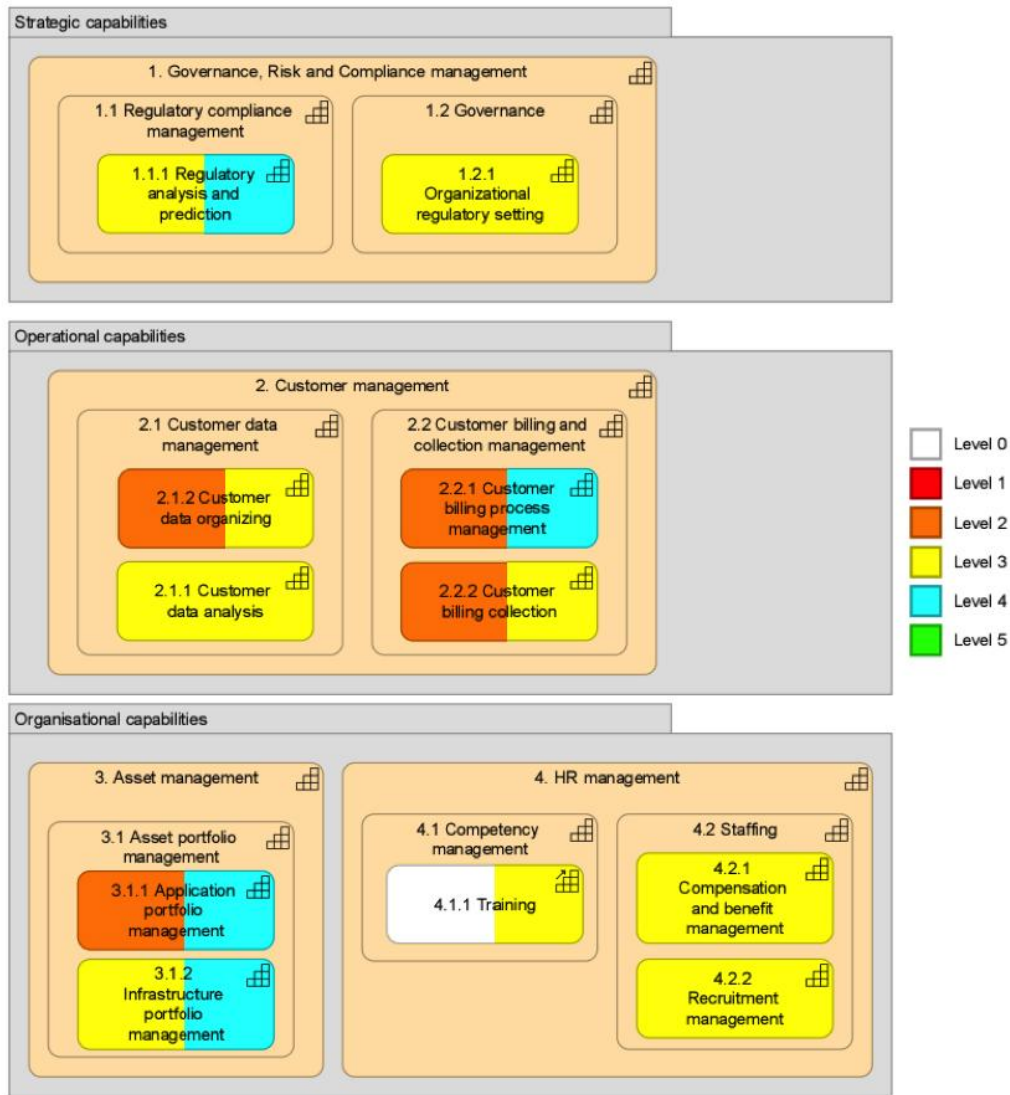 Strategic capabilities
1. Governance, Risk and Compliance management
1.1 Regulatory compliance
management
1.2 Governance
1.1.1 Regulatory
analysis and
prediction
1.2.1
Organizational
regulatory setting
Operational capabilities
2. Customer management
2.1 Customer data
management
2.2 Customer billing and
collection management
2.1.2 Customer
data organizing
2.2.1 Customer
billing process
management
2.1.1 Customer
data analysis
2.2.2 Customer
billing collection
Level 0
Level 1
Level 2
Level 3
Level 4
Level 5
Organisational capabilities
3. Asset management
3.1 Asset portfolio
management
3.1.1 Application
portfolio
management
3.1.2
Infrastructure
portfolio
management
4. HR management
4.1 Competency
management
4.1.1 Training
4.2 Staffing
4.2.1
Compensation
and benefit
management
4.2.2
Recruitment
management